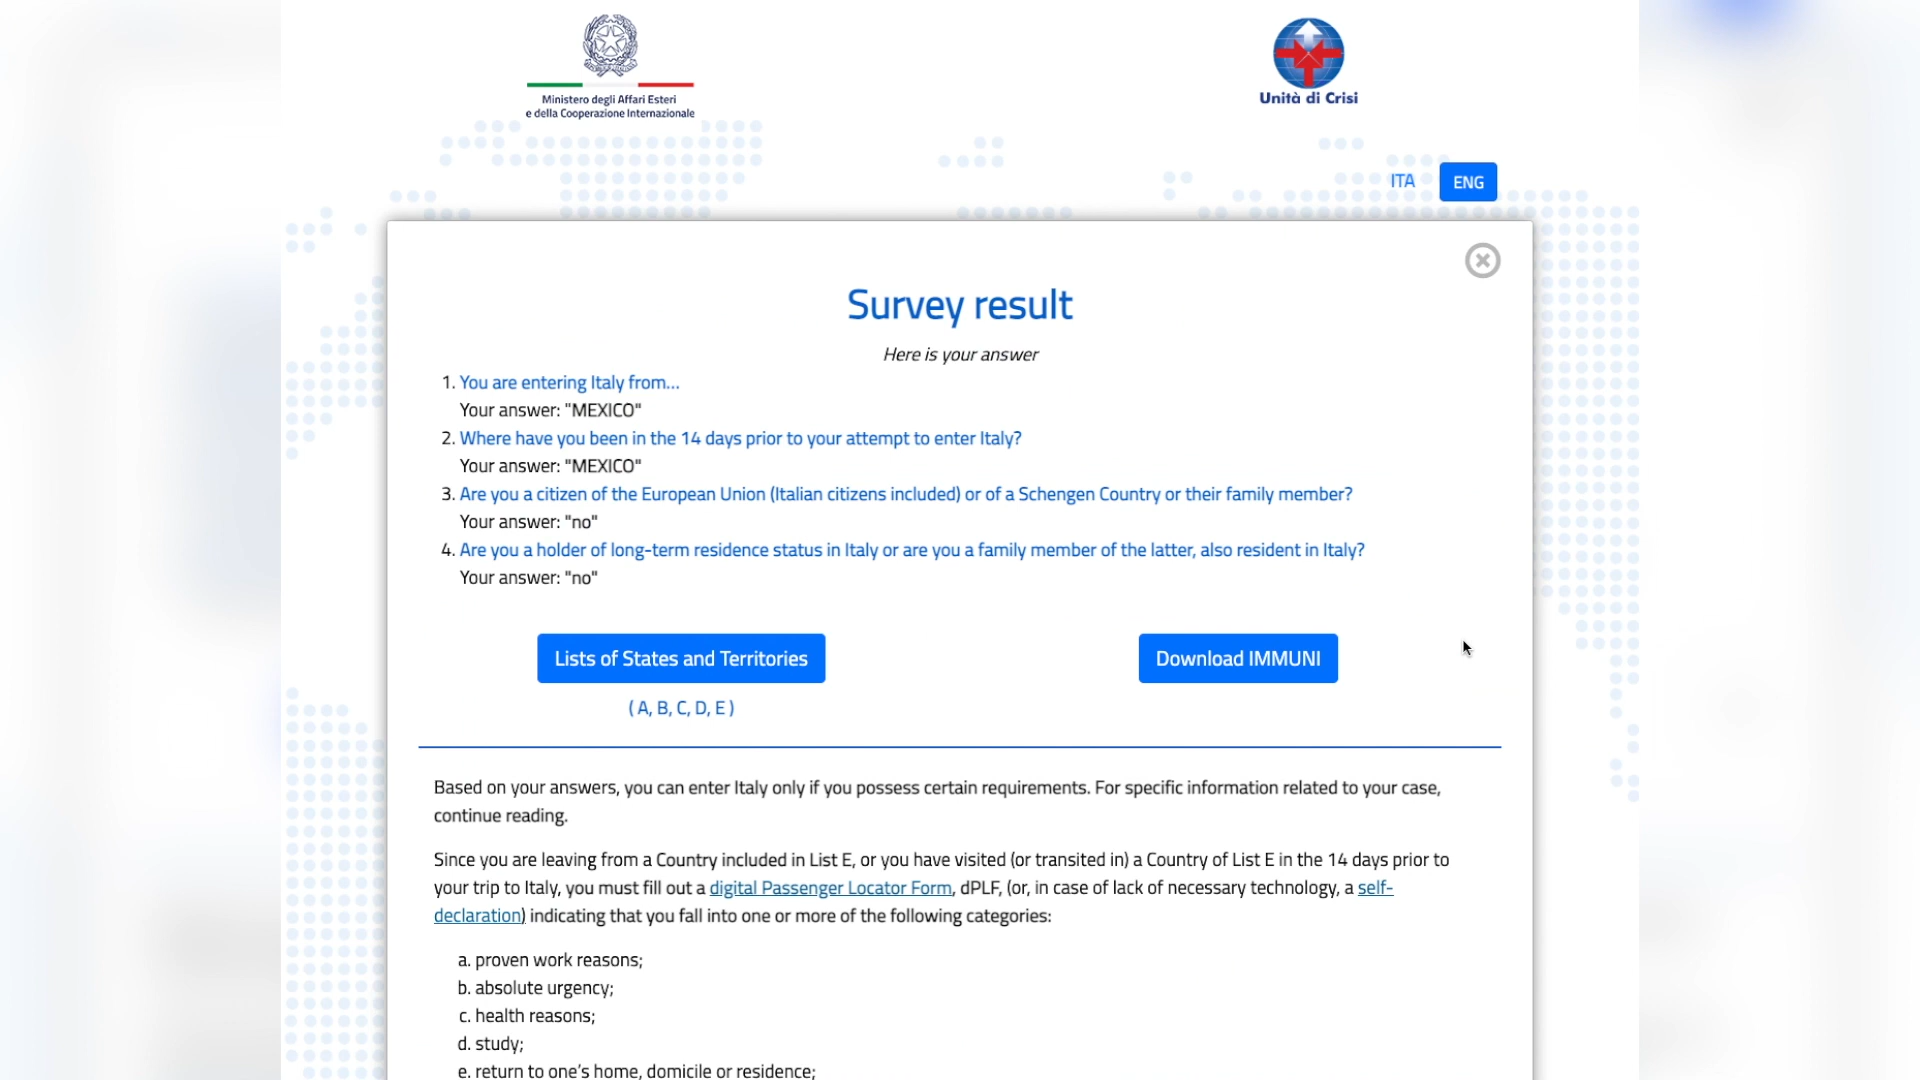 Ministero degli Affari Esteri
e della Cooperazione Internazionale
Unità di Crisi
ITA
ENG
Survey result
Here is your answer
1. You are entering Italy from...
Your answer: "MEXICO"
2. Where have you been in the 14 days prior to your attempt to enter Italy?
Your answer: "MEXICO"
3. Are you a citizen of the European Union (Italian citizens included) or of a Schengen Country or their family member?
Your answer: "no"
4. Are you a holder of long-term residence status in Italy or are you a family member of the latter, also resident in Italy?
Your answer: "no"
Lists of States and Territories
Download IMMUNI
( A, B, C, D, E )
Based on your answers, you can enter Italy only if you possess certain requirements. For specific information related to your case,
continue reading.
Since you are leaving from a Country included in List E, or you have visited (or transited in) a Country of List E in the 14 days prior to
your trip to Italy, you must fill out a digital Passenger Locator Form, dPLF, (or, in case of lack of necessary technology, a self-
declaration) indicating that you fall into one or more of the following categories:
a. proven work reasons;
b. absolute urgency;
c. health reasons;
d. study;
e. return to one's home, domicile or residence;